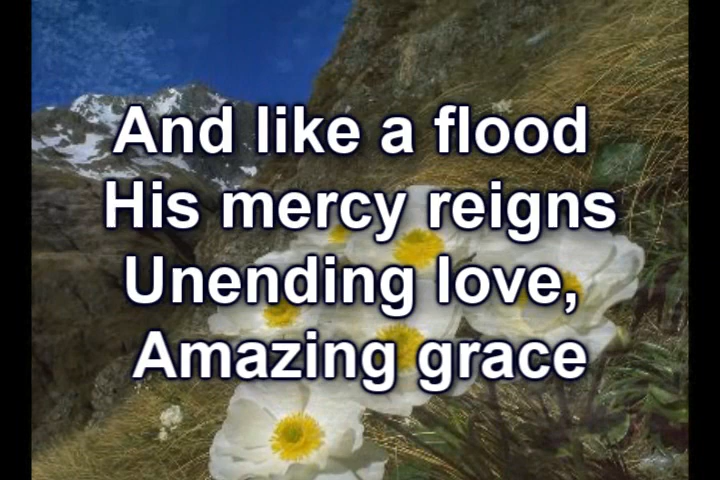 And like a flood
His mercy reigns
Unending love,
Amazing grace